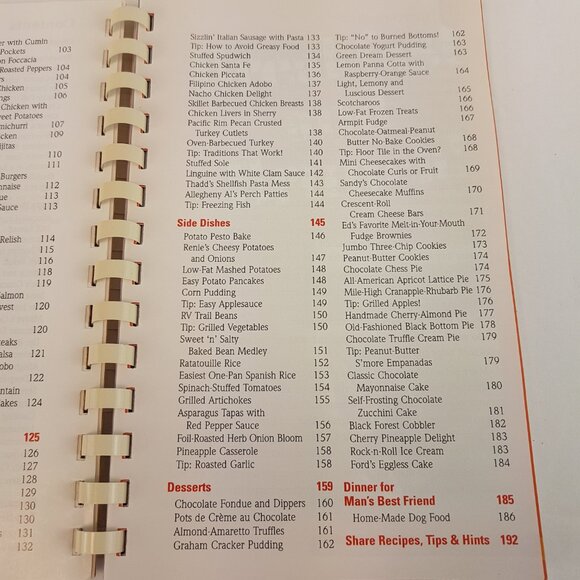 er with Cumin
Pockets 103
on Foccacia
Roasted Peppers 104
104
Chicken 105
ngs 106
Chicken with
weet Potatoes
michurri 107
hicken 109
ijitas
110
111
Burgers
onnaise 112
ue 113
Sauce 113
Relish 114
115
116
118
118
119
Salmon
west 120
120
teaks
alsa 121
dobo
122
untain
Cakes 124
125
126
127
128
129
130
130
131
132
Sizzlin' Italian Sausage with Pasta 133
Tip: How to Avoid Greasy Food 133
Stuffed Spudwich 134
Chicken Santa Fe 135
Chicken Piccata 136
Filipino Chicken Adobo 137
Nacho Chicken Delight 137
Skillet Barbecued Chicken Breasts 138
Chicken Livers in Sherry 138
Pacific Rim Pecan Crusted
Turkey Cutlets 138
Oven-Barbecued Turkey 140
Tip: Traditions That Work! 140
Stuffed Sole 141
Linguine with White Clam Sauce 142
Thadd's Shellfish Pasta Mess 143
Allegheny Al's Perch Patties 144
Tip: Freezing Fish 144
Side Dishes 145
Potato Pesto Bake 146
Renie's Cheesy Potatoes
and Onions 147
Low-Fat Mashed Potatoes 148
Easy Potato Pancakes 148
Corn Pudding 149
Tip: Easy Applesauce 149
RV Trail Beans 150
Tip: Grilled Vegetables 150
Sweet 'n' Salty
Baked Bean Medley 151
Ratatouille Rice 152
Easiest One-Pan Spanish Rice 153
Spinach-Stuffed Tomatoes 154
Grilled Artichokes 155
Asparagus Tapas with
Red Pepper Sauce 156
Foil-Roasted Herb Onion Bloom 157
Pineapple Casserole 158
Tip: Roasted Garlic 158
Desserts 159
Chocolate Fondue and Dippers 160
Pots de Crème au Chocolate 161
Almond-Amaretto Truffles 161
Graham Cracker Pudding 162
Tip: "No" to Burned Bottoms! 162
Chocolate Yogurt Pudding 163
Green Dream Dessert 163
Lemon Panna Cotta with
Raspberry-Orange Sauce 164
Light, Lemony and
Luscious Dessert 165
Scotcharoos 166
Low-Fat Frozen Treats 166
Armpit Fudge 167
Chocolate-Oatmeal-Peanut
Butter No-Bake Cookies 168
Tip: Floor Tile in the Oven? 168
Mini Cheesecakes with
Chocolate Curls or Fruit 169
Sandy's Chocolate
Cheesecake Muffins 170
Crescent-Roll
Cream Cheese Bars 171
Ed's Favorite Melt-in-Your-Mouth
Fudge Brownies 172
Jumbo Three-Chip Cookies 173
Peanut-Butter Cookies 174
Chocolate Chess Pie 174
All-American Apricot Lattice Pie 175
Mile-High Cranapple-Rhubarb Pie 176
Tip: Grilled Apples! 176
Handmade Cherry-Almond Pie 177
Old-Fashioned Black Bottom Pie 178
Chocolate Truffle Cream Pie 179
Tip: Peanut-Butter
S'more Empanadas 179
Classic Chocolate
Mayonnaise Cake 180
Self-Frosting Chocolate
Zucchini Cake 181
Black Forest Cobbler 182
Cherry Pineapple Delight 183
Rock-n-Roll Ice Cream 183
Ford's Eggless Cake 184
Dinner for
Man's Best Friend 185
Home-Made Dog Food 186
Share Recipes, Tips & Hints 192